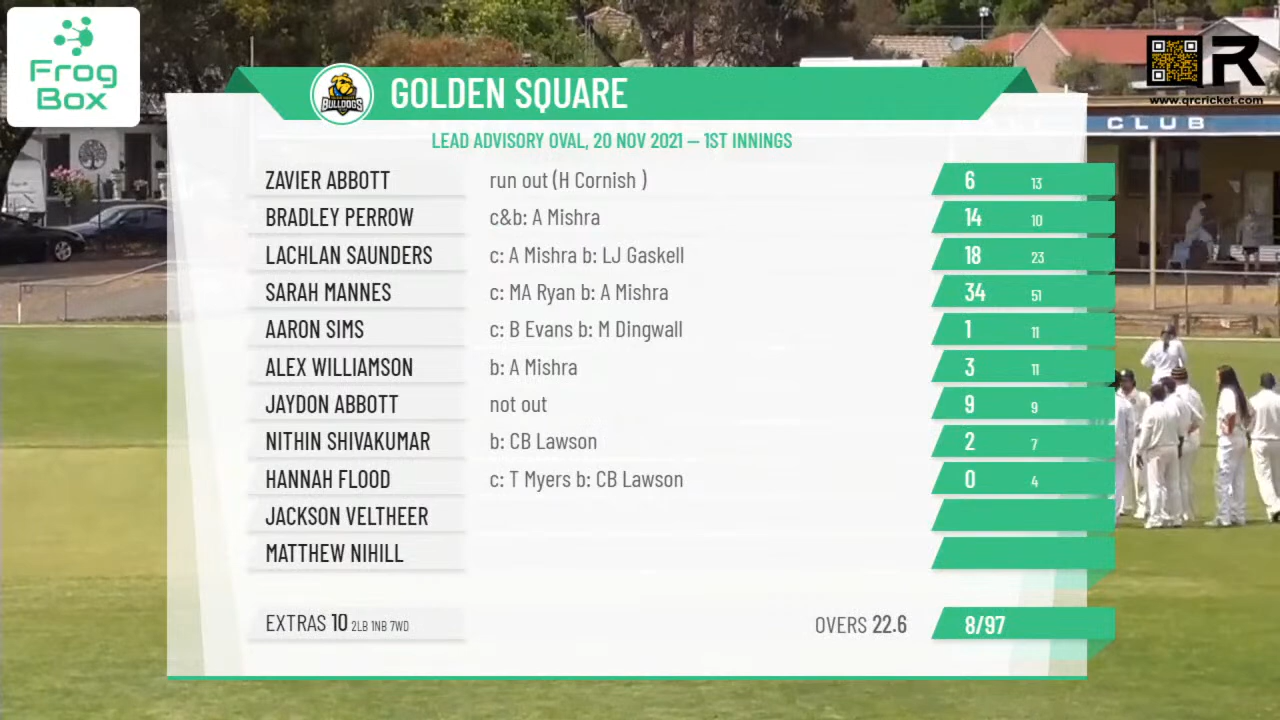 Frog
Box
BULLDOGS
GOLDEN SQUARE
R
www.qrcricket.com
CLUB
LEAD ADVISORY OVAL, 20 NOV 2021 – 1ST INNINGS
ZAVIER ABBOTT run out (H Cornish ) 6 13
BRADLEY PERROW c&b: A Mishra 14 10
LACHLAN SAUNDERS c: A Mishra b: LJ Gaskell 18 23
SARAH MANNES c: MA Ryan b: A Mishra 34 51
AARON SIMS c: B Evans b: M Dingwall 1 11
ALEX WILLIAMSON b: A Mishra 3 11
JAYDON ABBOTT not out 9 9
NITHIN SHIVAKUMAR b: CB Lawson 2 7
HANNAH FLOOD c: T Myers b: CB Lawson 0 4
JACKSON VELTHEER
MATTHEW NIHILL
EXTRAS 10 2LB 1NB 7WD OVERS 22.6 8/97